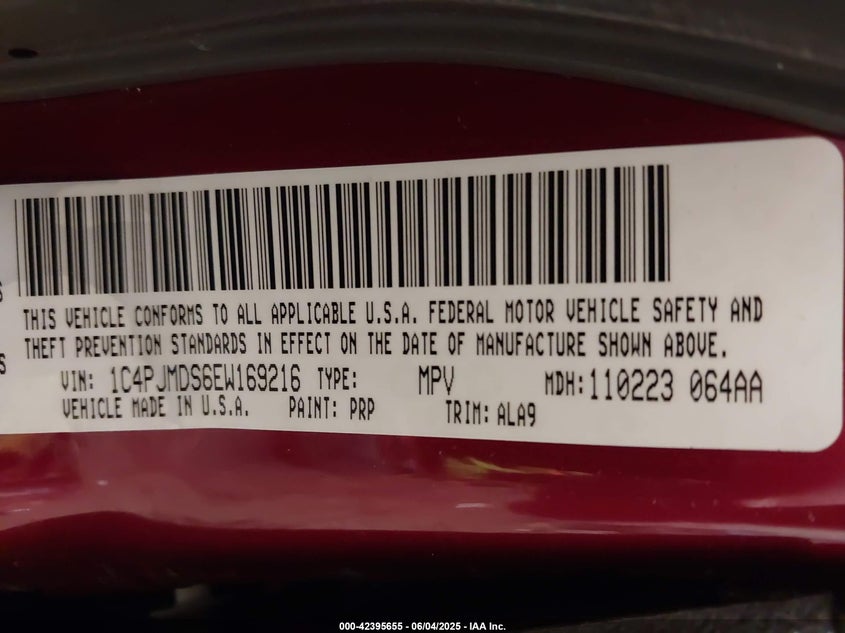 THIS VEHICLE CONFORMS TO ALL APPLICABLE U.S.A. FEDERAL MOTOR VEHICLE SAFETY AND
THEFT PREVENTION STANDARDS IN EFFECT ON THE DATE OF MANUFACTURE SHOWN ABOVE.
VIN: 1C4PJMDS6EW169216 TYPE: MPV MDH: 110223 064AA
VEHICLE MADE IN U.S.A. PAINT: PRP TRIM: ALA9
000-42395655 - 06/04/2025 - IAA Inc.